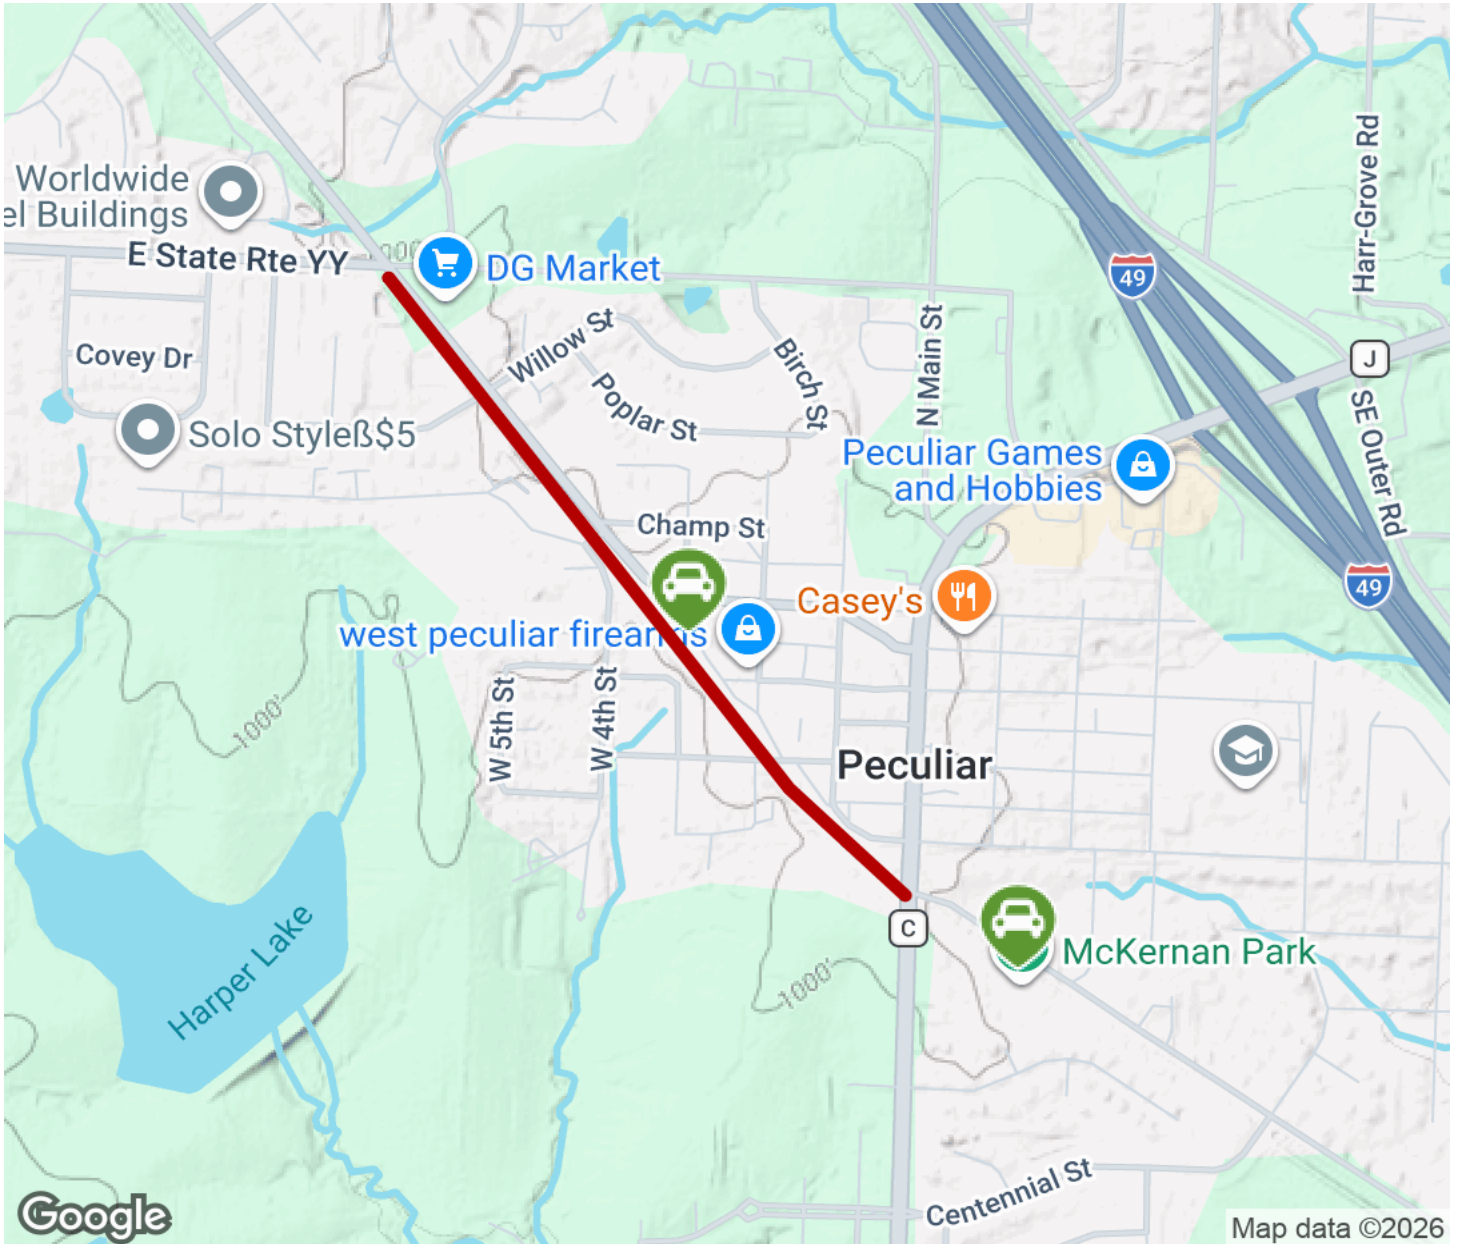 Worldwide
el Buildings
E State Rte YY
1000'
DG Market
Harr-Grove Rd
49
J
Covey Dr
Willow St
Poplar St
Birch St
N Main St
SE Outer Rd
Solo Styleß$5
Peculiar Games
and Hobbies
Champ St
49
Casey's
west peculiar firearms
W 5th St
W 4th St
1000'
Peculiar
Harper Lake
C
McKernan Park
1000'
Centennial St
Google
Map data ©2026